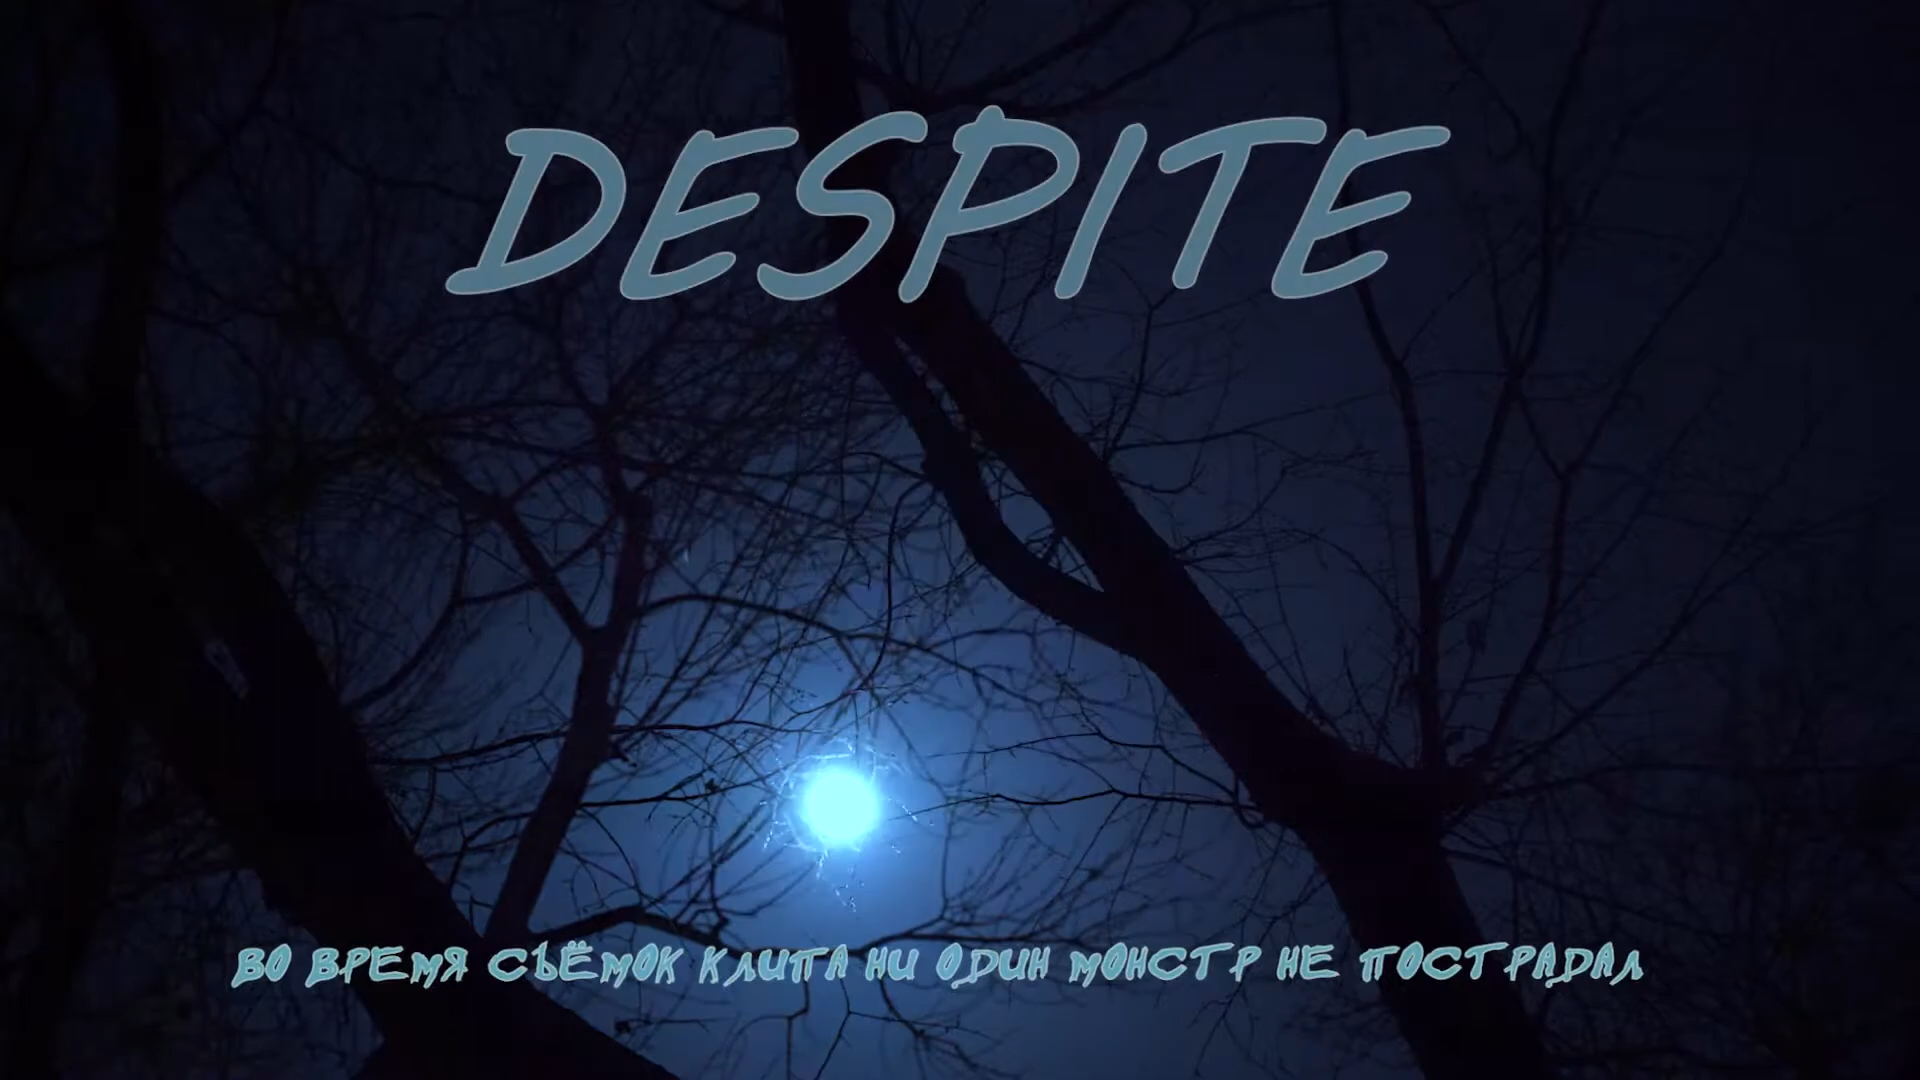 DESPITE
ВО ВРЕМЯ СЪЁМОК КЛИПА НИ ОДИН МОНСТР НЕ ПОСТРАДАЛ